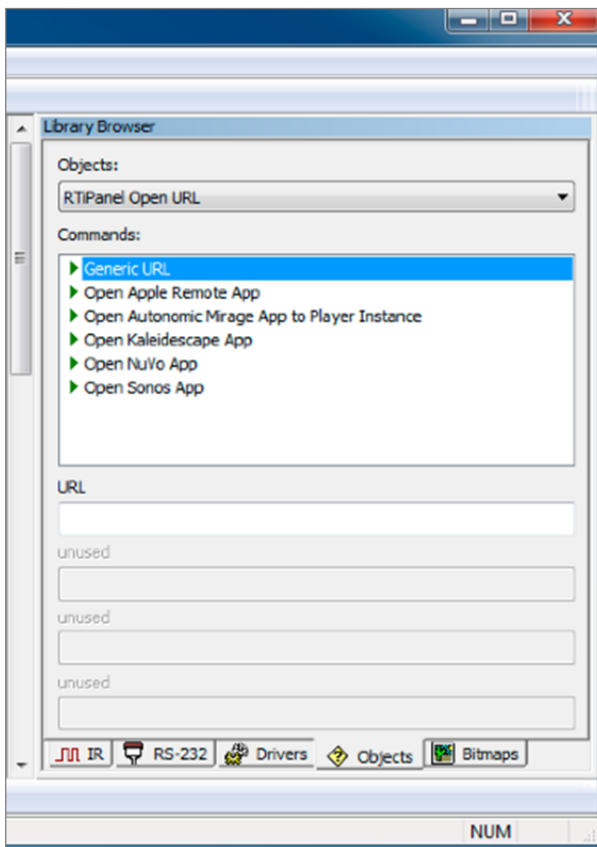 Library Browser
Objects:
RTiPanel Open URL
Commands:
Generic URL
Open Apple Remote App
Open Autonomic Mirage App to Player Instance
Open Kaleidescape App
Open NuVo App
Open Sonos App
URL
unused
unused
unused
IR RS-232 Drivers Objects Bitmaps
NUM